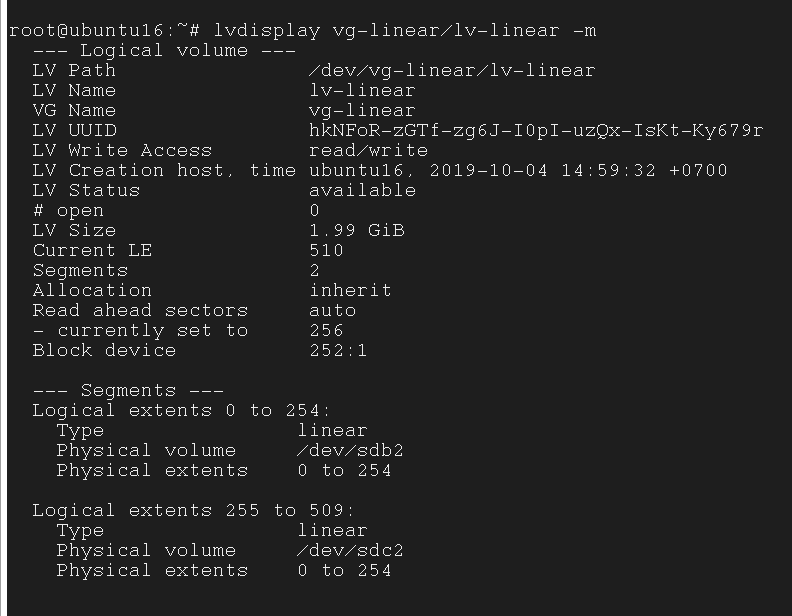 root@ubuntu16:~# lvdisplay vg-linear/lv-linear -m
--- Logical volume ---
LV Path /dev/vg-linear/lv-linear
LV Name lv-linear
VG Name vg-linear
LV UUID hkNFoR-zGTf-zg6J-I0pI-uzQx-IsKt-Ky679r
LV Write Access read/write
LV Creation host, time ubuntu16, 2019-10-04 14:59:32 +0700
LV Status available
# open 0
LV Size 1.99 GiB
Current LE 510
Segments 2
Allocation inherit
Read ahead sectors auto
- currently set to 256
Block device 252:1
--- Segments ---
Logical extents 0 to 254:
Type linear
Physical volume /dev/sdb2
Physical extents 0 to 254
Logical extents 255 to 509:
Type linear
Physical volume /dev/sdc2
Physical extents 0 to 254